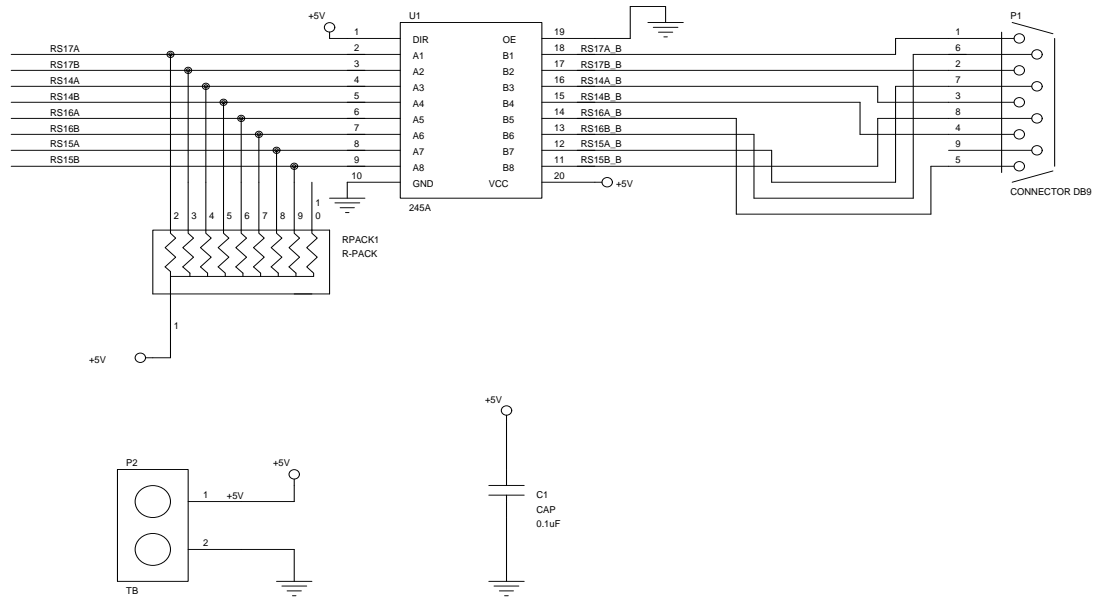 +5V
U1
P1
1
DIR
OE
19
1
RS17A
2
A1
B1
18
RS17A_B
6
RS17B
3
A2
B2
17
RS17B_B
2
RS14A
4
A3
B3
16
RS14A_B
7
RS14B
5
A4
B4
15
RS14B_B
3
RS16A
6
A5
B5
14
RS16A_B
8
RS16B
7
A6
B6
13
RS16B_B
4
RS15A
8
A7
B7
12
RS15A_B
9
RS15B
9
A8
B8
11
RS15B_B
5
10
GND
VCC
20
+5V
CONNECTOR DB9
245A
2
3
4
5
6
7
8
9
1
0
RPACK1
R-PACK
1
+5V
+5V
P2
+5V
1
+5V
C1
CAP
0.1uF
2
TB